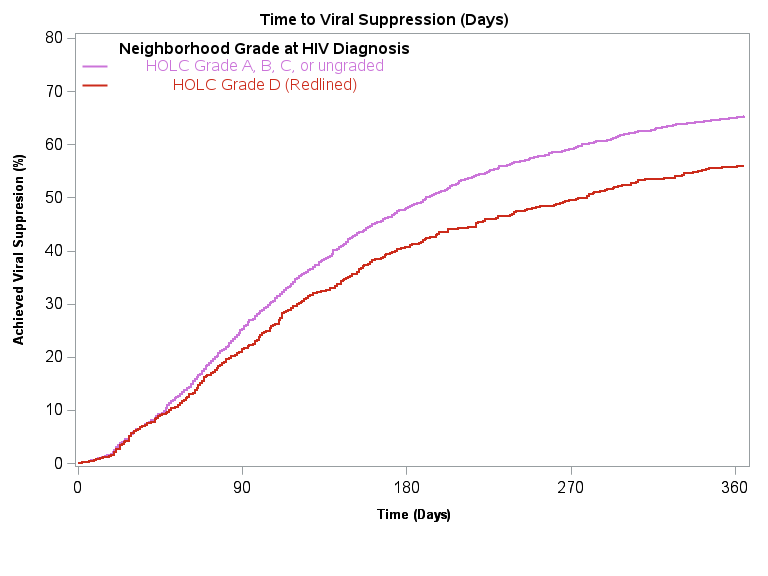 Time to Viral Suppression (Days)
Neighborhood Grade at HIV Diagnosis
HOLC Grade A, B, C, or ungraded
HOLC Grade D (Redlined)
Achieved Viral Suppresion (%)
80
70
60
50
40
30
20
10
0
0 90 180 270 360
Time (Days)